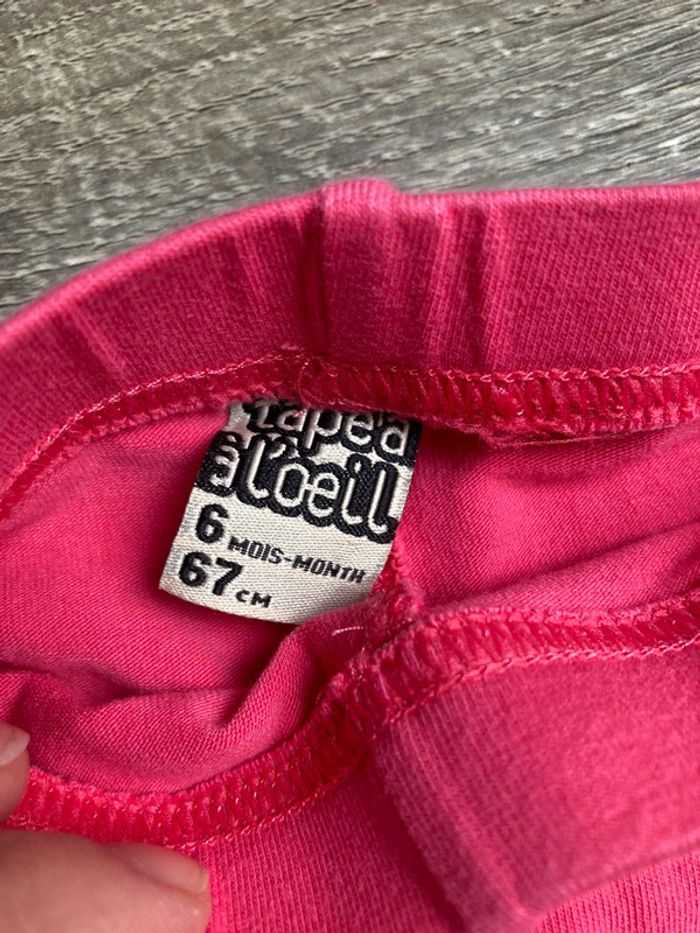 tape à
l'oeil
6 MOIS-MONTH
67 CM